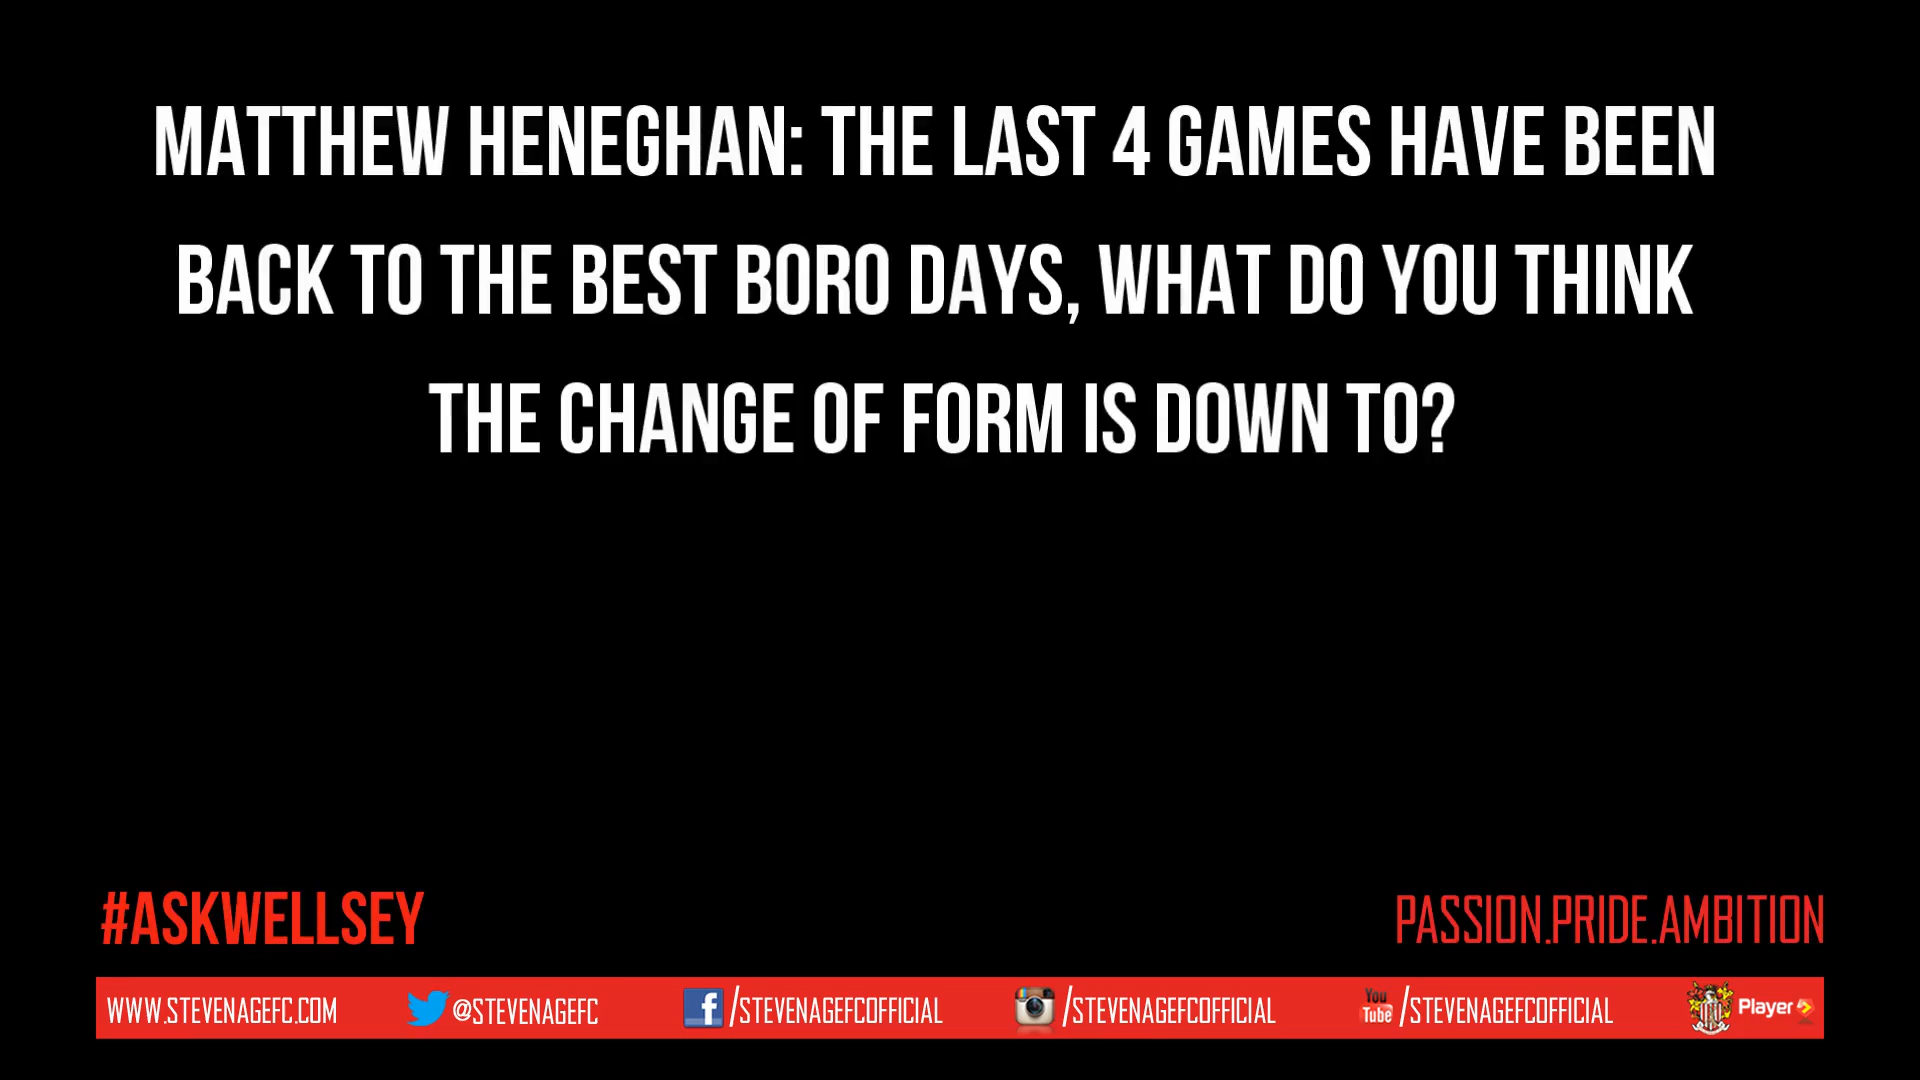 MATTHEW HENEGHAN: THE LAST 4 GAMES HAVE BEEN
BACK TO THE BEST BORO DAYS, WHAT DO YOU THINK
THE CHANGE OF FORM IS DOWN TO?
#ASKWELLSEY
PASSION.PRIDE.AMBITION
WWW.STEVENAGEFC.COM
@STEVENAGEFC
/STEVENAGEFCOFFICIAL
/STEVENAGEFCOFFICIAL
You
Tube
/STEVENAGEFCOFFICIAL
Player